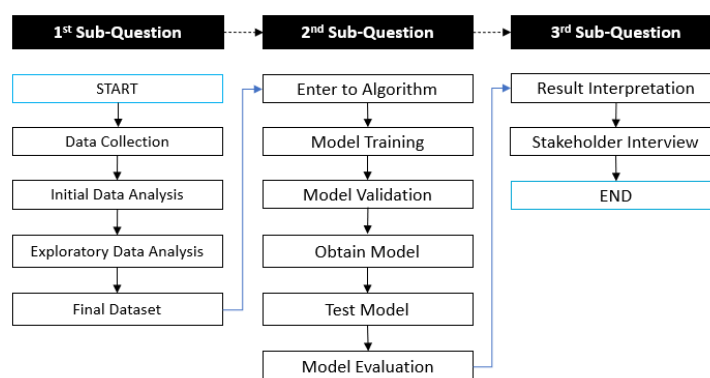 1st Sub-Question
2nd Sub-Question
3rd Sub-Question
START
Data Collection
Initial Data Analysis
Exploratory Data Analysis
Final Dataset
Enter to Algorithm
Model Training
Model Validation
Obtain Model
Test Model
Model Evaluation
Result Interpretation
Stakeholder Interview
END